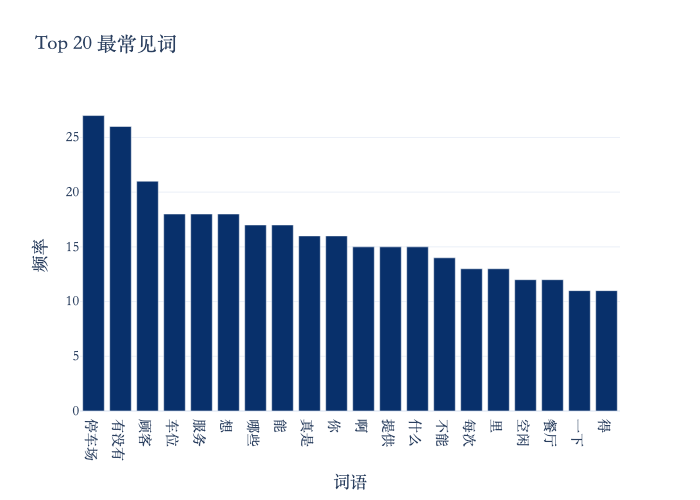 Top 20 最常见词
频率
25
20
15
10
5
0
停车场
有没有
顾客
车位
服务
想
哪些
能
真是
你
啊
提供
什么
不能
每次
里
空闲
餐厅
一下
得
词语